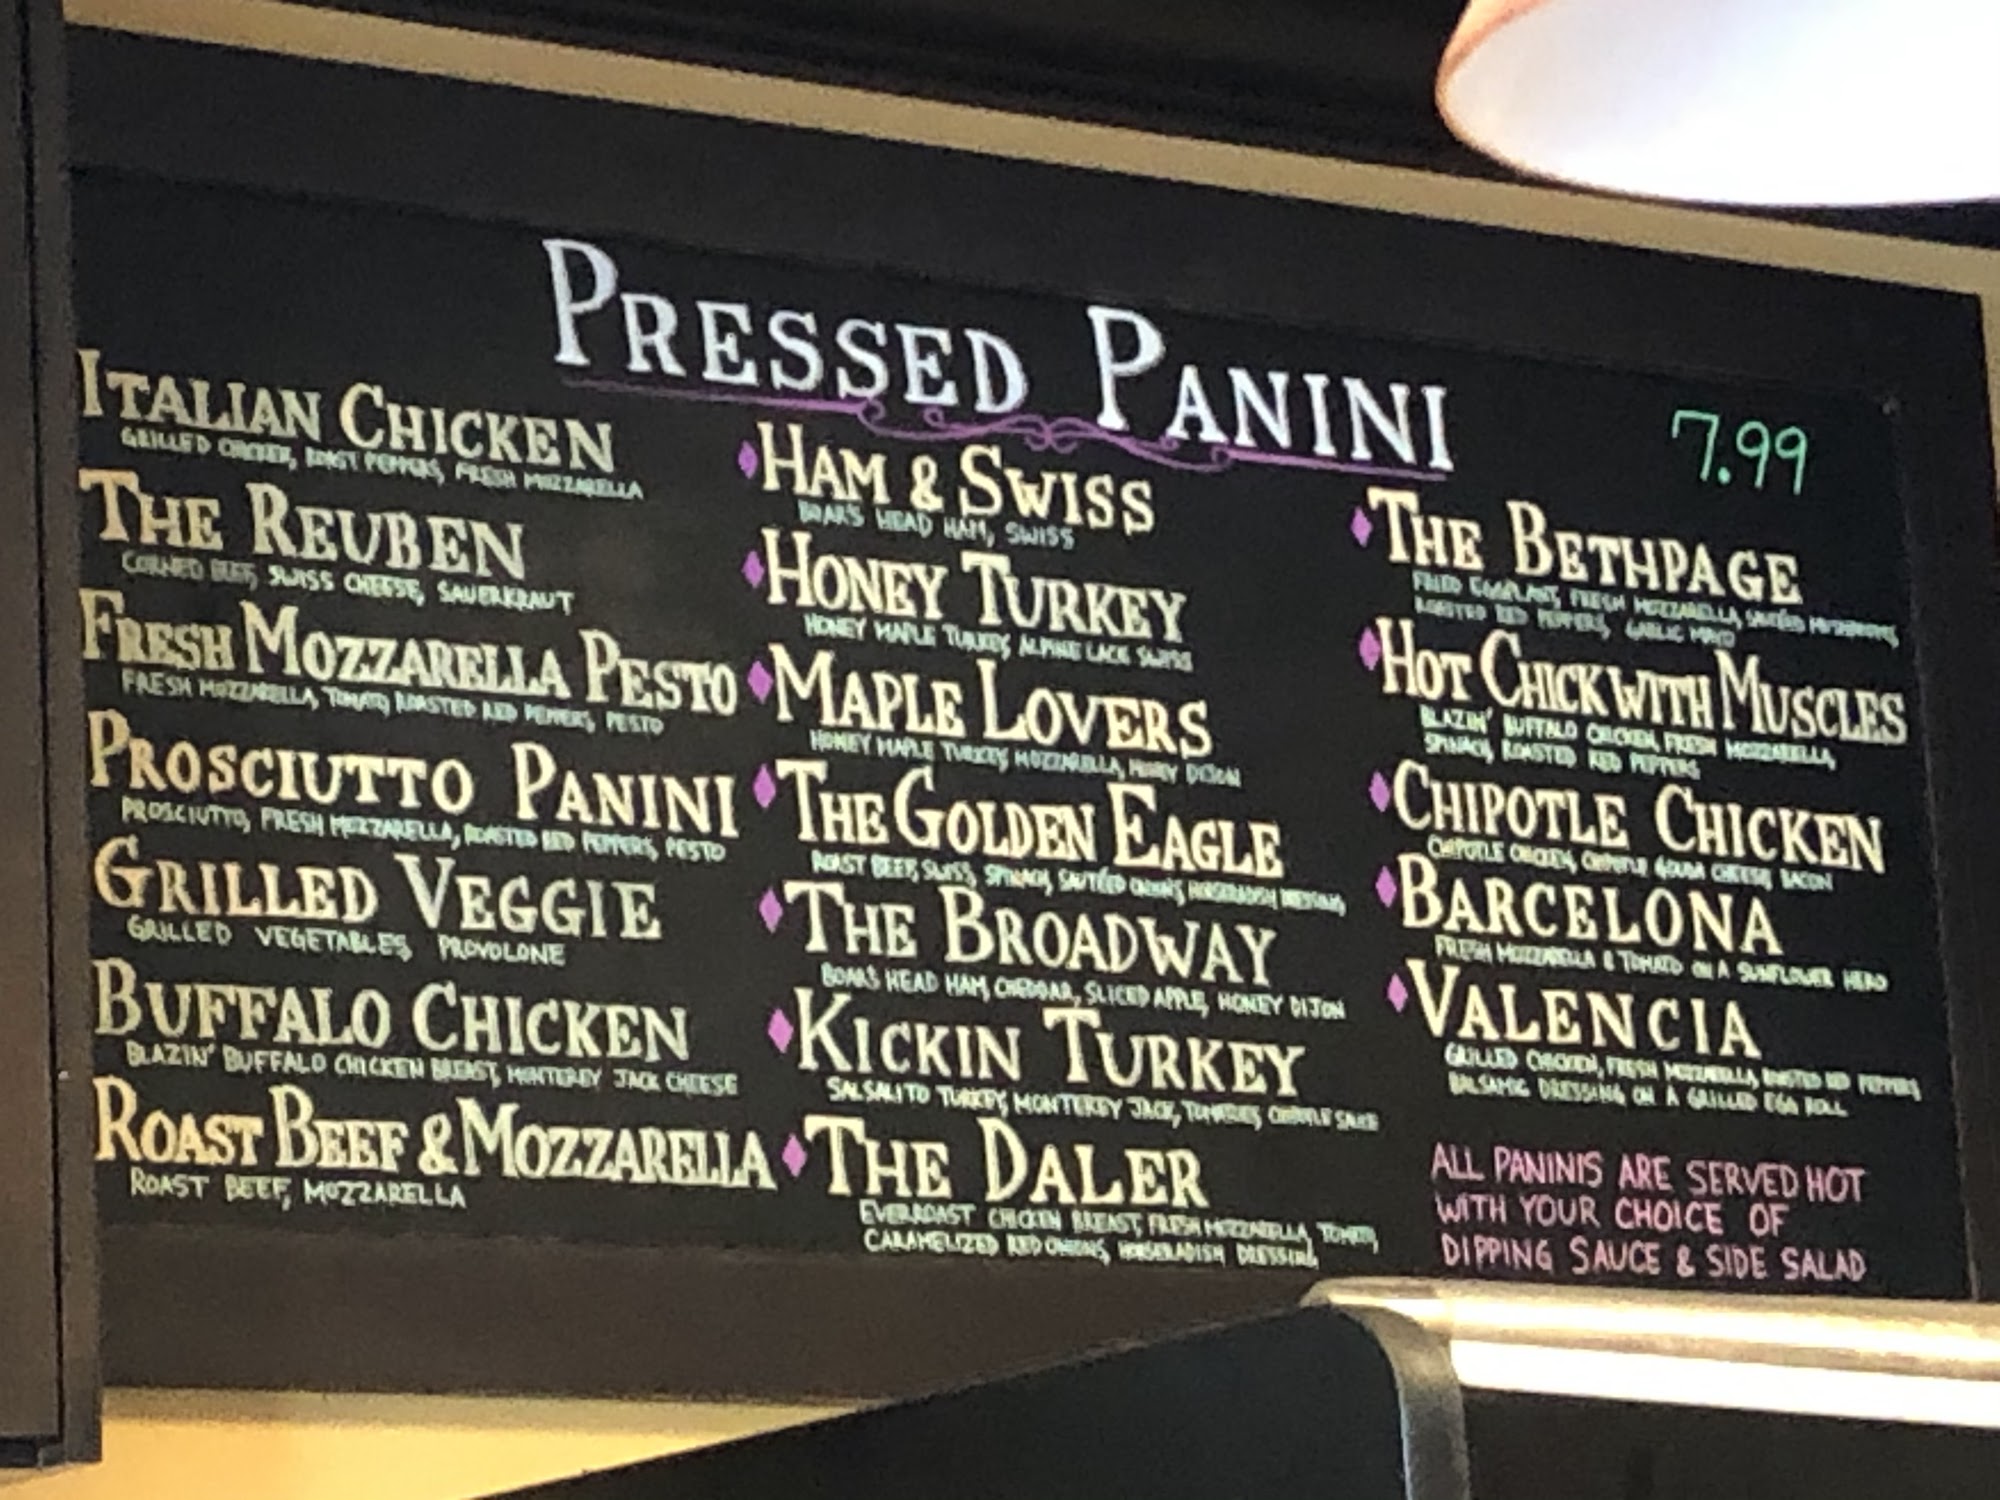 PRESSED PANINI
7.99
ITALIAN CHICKEN
GRILLED CHICKEN, ROAST PEPPERS, FRESH MOZZARELLA
THE REUBEN
CORNED BEEF, SWISS CHEESE, SAUERKRAUT
FRESH MOZZARELLA PESTO
FRESH MOZZARELLA, TOMATO, ROASTED RED PEPPERS, PESTO
PROSCIUTTO PANINI
PROSCIUTTO, FRESH MOZZARELLA, ROASTED RED PEPPERS, PESTO
GRILLED VEGGIE
GRILLED VEGETABLES, PROVOLONE
BUFFALO CHICKEN
BLAZIN' BUFFALO CHICKEN BREAST, MONTEREY JACK CHEESE
ROAST BEEF & MOZZARELLA
ROAST BEEF, MOZZARELLA
HAM & SWISS
BOAR'S HEAD HAM, SWISS
HONEY TURKEY
HONEY MAPLE TURKEY, ALPINE LACE SWISS
MAPLE LOVERS
HONEY MAPLE TURKEY, MOZZARELLA, HONEY DIJON
THE GOLDEN EAGLE
ROAST BEEF, SWISS, SPINACH, SAUTÉED ONIONS, HORSERADISH DRESSING
THE BROADWAY
BOARS HEAD HAM, CHEDDAR, SLICED APPLE, HONEY DIJON
KICKIN TURKEY
SALSALITO TURKEY, MONTEREY JACK, TOMATOES, CHIPOTLE SAUCE
THE DALER
EVERROAST CHICKEN BREAST, FRESH MOZZARELLA, TOMATO,
CARAMELIZED RED ONIONS, HORSERADISH DRESSING
THE BETHPAGE
FRIED EGGPLANT, FRESH MOZZARELLA, SAUTÉED MUSHROOMS,
ROASTED RED PEPPERS, GARLIC MAYO
HOT CHICK WITH MUSCLES
BLAZIN' BUFFALO CHICKEN, FRESH MOZZARELLA,
SPINACH, ROASTED RED PEPPERS
CHIPOTLE CHICKEN
CHIPOTLE CHICKEN, CHIPOTLE GOUDA CHEESE, BACON
BARCELONA
FRESH MOZZARELLA & TOMATO ON A SUNFLOWER HERO
VALENCIA
GRILLED CHICKEN, FRESH MOZZARELLA, ROASTED RED PEPPERS,
BALSAMIC DRESSING ON A GRILLED EGG ROLL
ALL PANINIS ARE SERVED HOT
WITH YOUR CHOICE OF
DIPPING SAUCE & SIDE SALAD